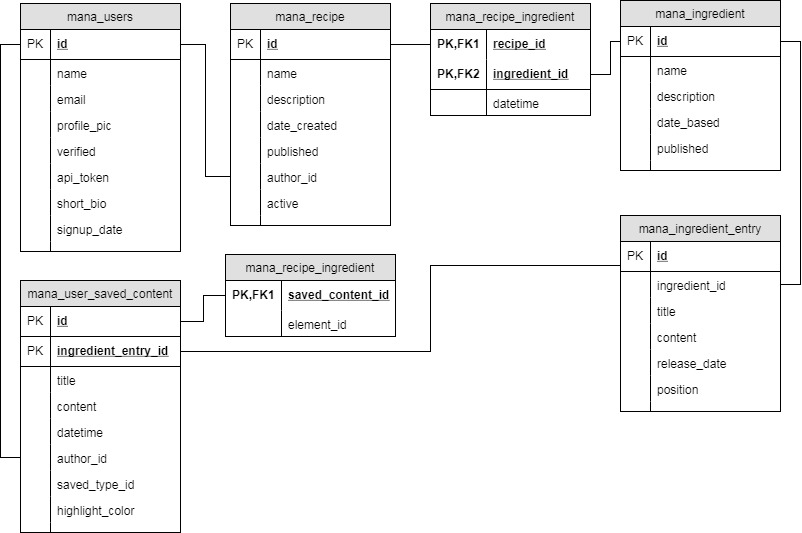 mana_users
PK id
name
email
profile_pic
verified
api_token
short_bio
signup_date
mana_recipe
PK id
name
description
date_created
published
author_id
active
mana_recipe_ingredient
PK,FK1 recipe_id
PK,FK2 ingredient_id
datetime
mana_ingredient
PK id
name
description
date_based
published
mana_user_saved_content
PK id
PK ingredient_entry_id
title
content
datetime
author_id
saved_type_id
highlight_color
mana_recipe_ingredient
PK,FK1 saved_content_id
element_id
mana_ingredient_entry
PK id
ingredient_id
title
content
release_date
position